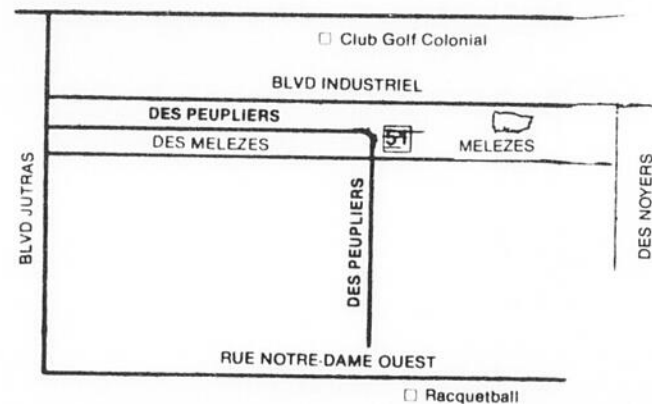 Club Golf Colonial
BLVD INDUSTRIEL
DES PEUPLIERS
DES MELEZES
59
MELEZES
BLVD JUTRAS
DES PEUPLIERS
DES NOYERS
RUE NOTRE-DAME OUEST
Racquetball